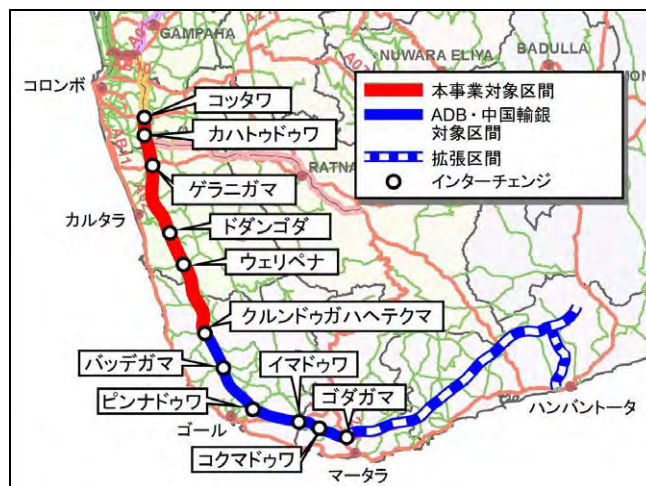 GAMPAHA
コロンボ
NUWARA ELIYA
BADULLA
コッタワ
カハトゥドゥワ
ゲラニガマ
RATNA
カルタラ
ドダンゴダ
ウェリペナ
クルンドゥガハヘテクマ
バッデガマ
イマドゥワ
ピンナドゥワ
ゴダガマ
ゴール
コクマドゥワ
マータラ
ハンバントータ
本事業対象区間
ADB・中国輸銀
対象区間
拡張区間
インターチェンジ